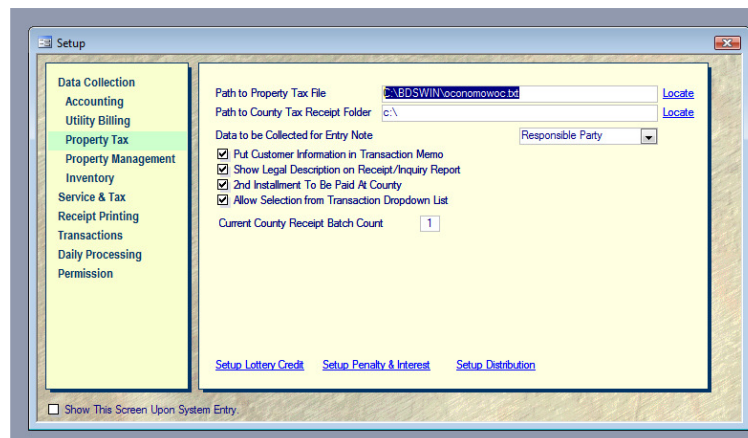 Setup
Data Collection
Accounting
Utility Billing
Property Tax
Property Management
Inventory
Service & Tax
Receipt Printing
Transactions
Daily Processing
Permission
Path to Property Tax File C:\BDSWIN\oconomowoc.txt Locate
Path to County Tax Receipt Folder c:\ Locate
Data to be Collected for Entry Note Responsible Party
Put Customer Information in Transaction Memo
Show Legal Description on Receipt/Inquiry Report
2nd Installment To Be Paid At County
Allow Selection from Transaction Dropdown List
Current County Receipt Batch Count 1
Setup Lottery Credit Setup Penalty & Interest Setup Distribution
Show This Screen Upon System Entry.